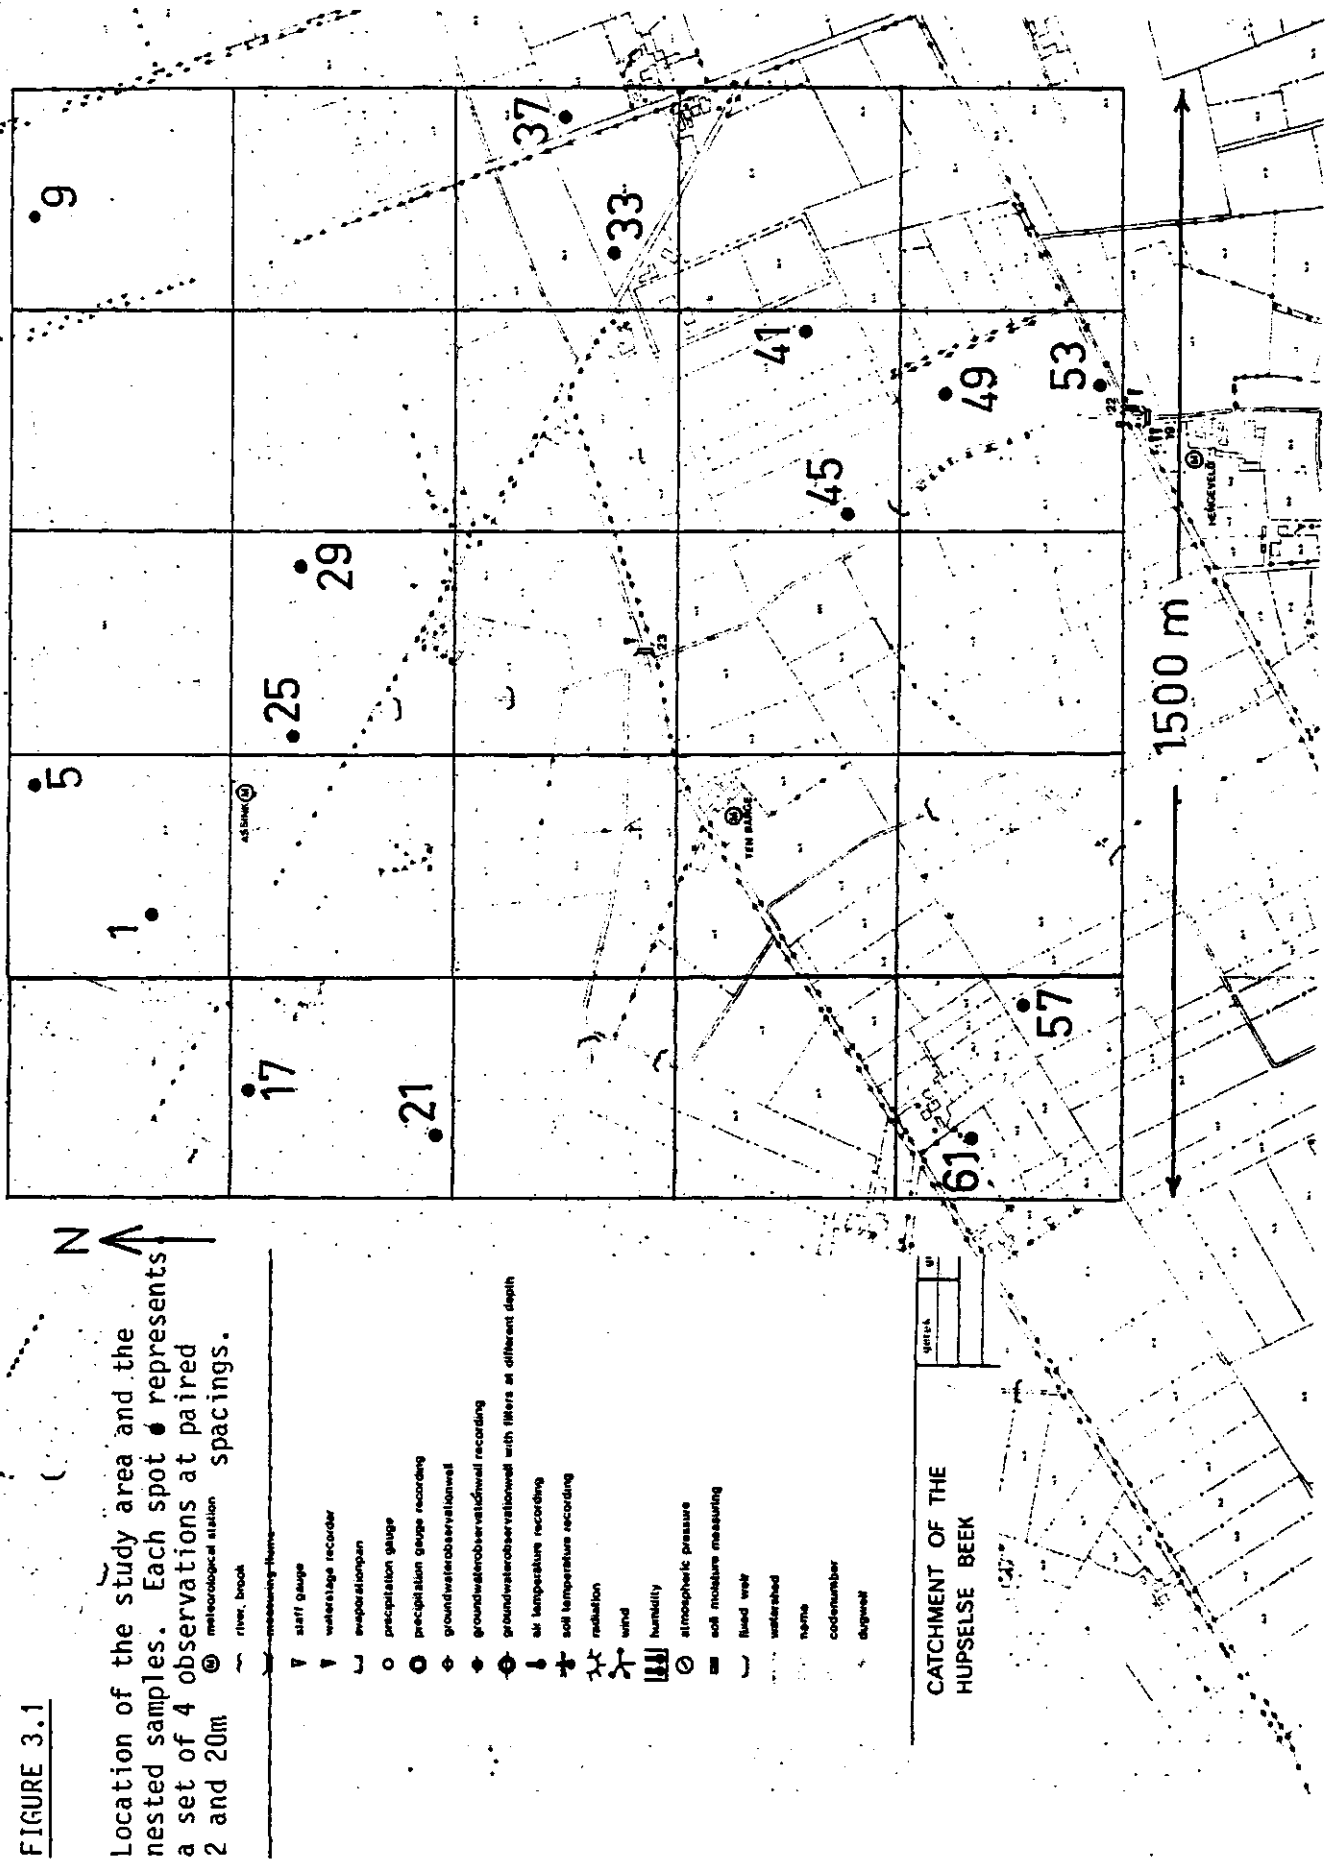 FIGURE 3.1
Location of the study area and the
nested samples. Each spot ● represents
a set of 4 observations at paired
2 and 20m spacings.
N
meteorological station
river, brook
measuring flume
staff gauge
waterstage recorder
evaporationpan
precipitation gauge
precipitation gauge recording
groundwaterobservationwell
groundwaterobservationwell recording
groundwaterobservationwell with filters at different depth
air temperature recording
soil temperature recording
radiation
wind
humidity
atmospheric pressure
soil moisture measuring
fixed weir
watershed
name
codenumber
dugwell
CATCHMENT OF THE
HUPSELSE BEEK
9
5
1
37
33
29
25
17
21
41
45
49
53
57
61
ASSINK M
TEN BARGE
M
HENGEVELD
M
23
22
19
1500 m